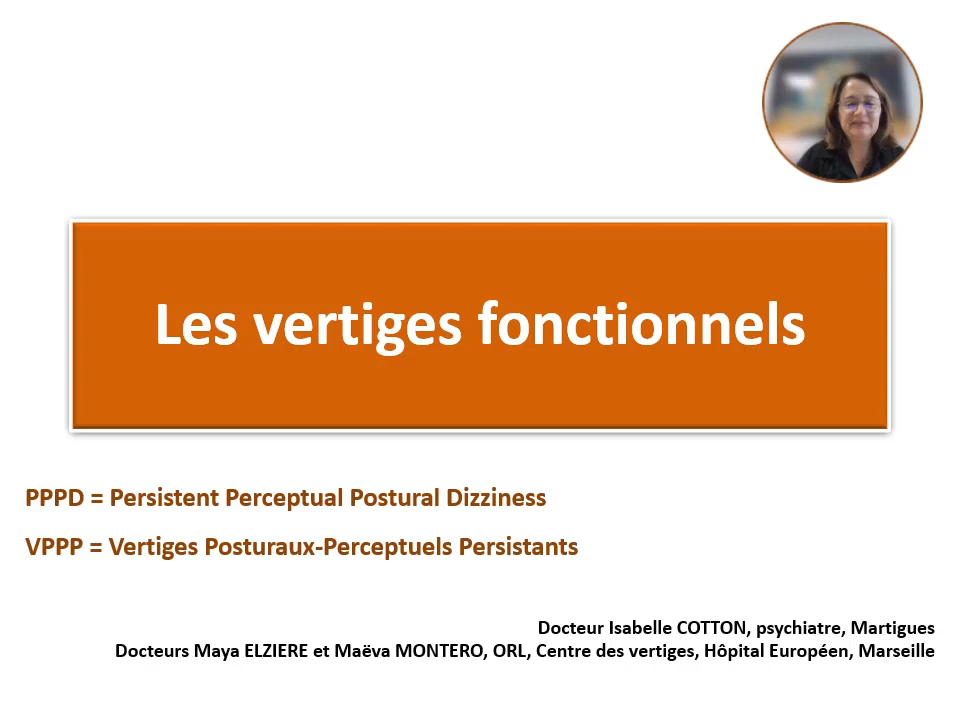 Les vertiges fonctionnels
PPPD = Persistent Perceptual Postural Dizziness
VPPP = Vertiges Posturaux-Perceptuels Persistants
Docteur Isabelle COTTON, psychiatre, Martigues
Docteurs Maya ELZIERE et Maëva MONTERO, ORL, Centre des vertiges, Hôpital Européen, Marseille